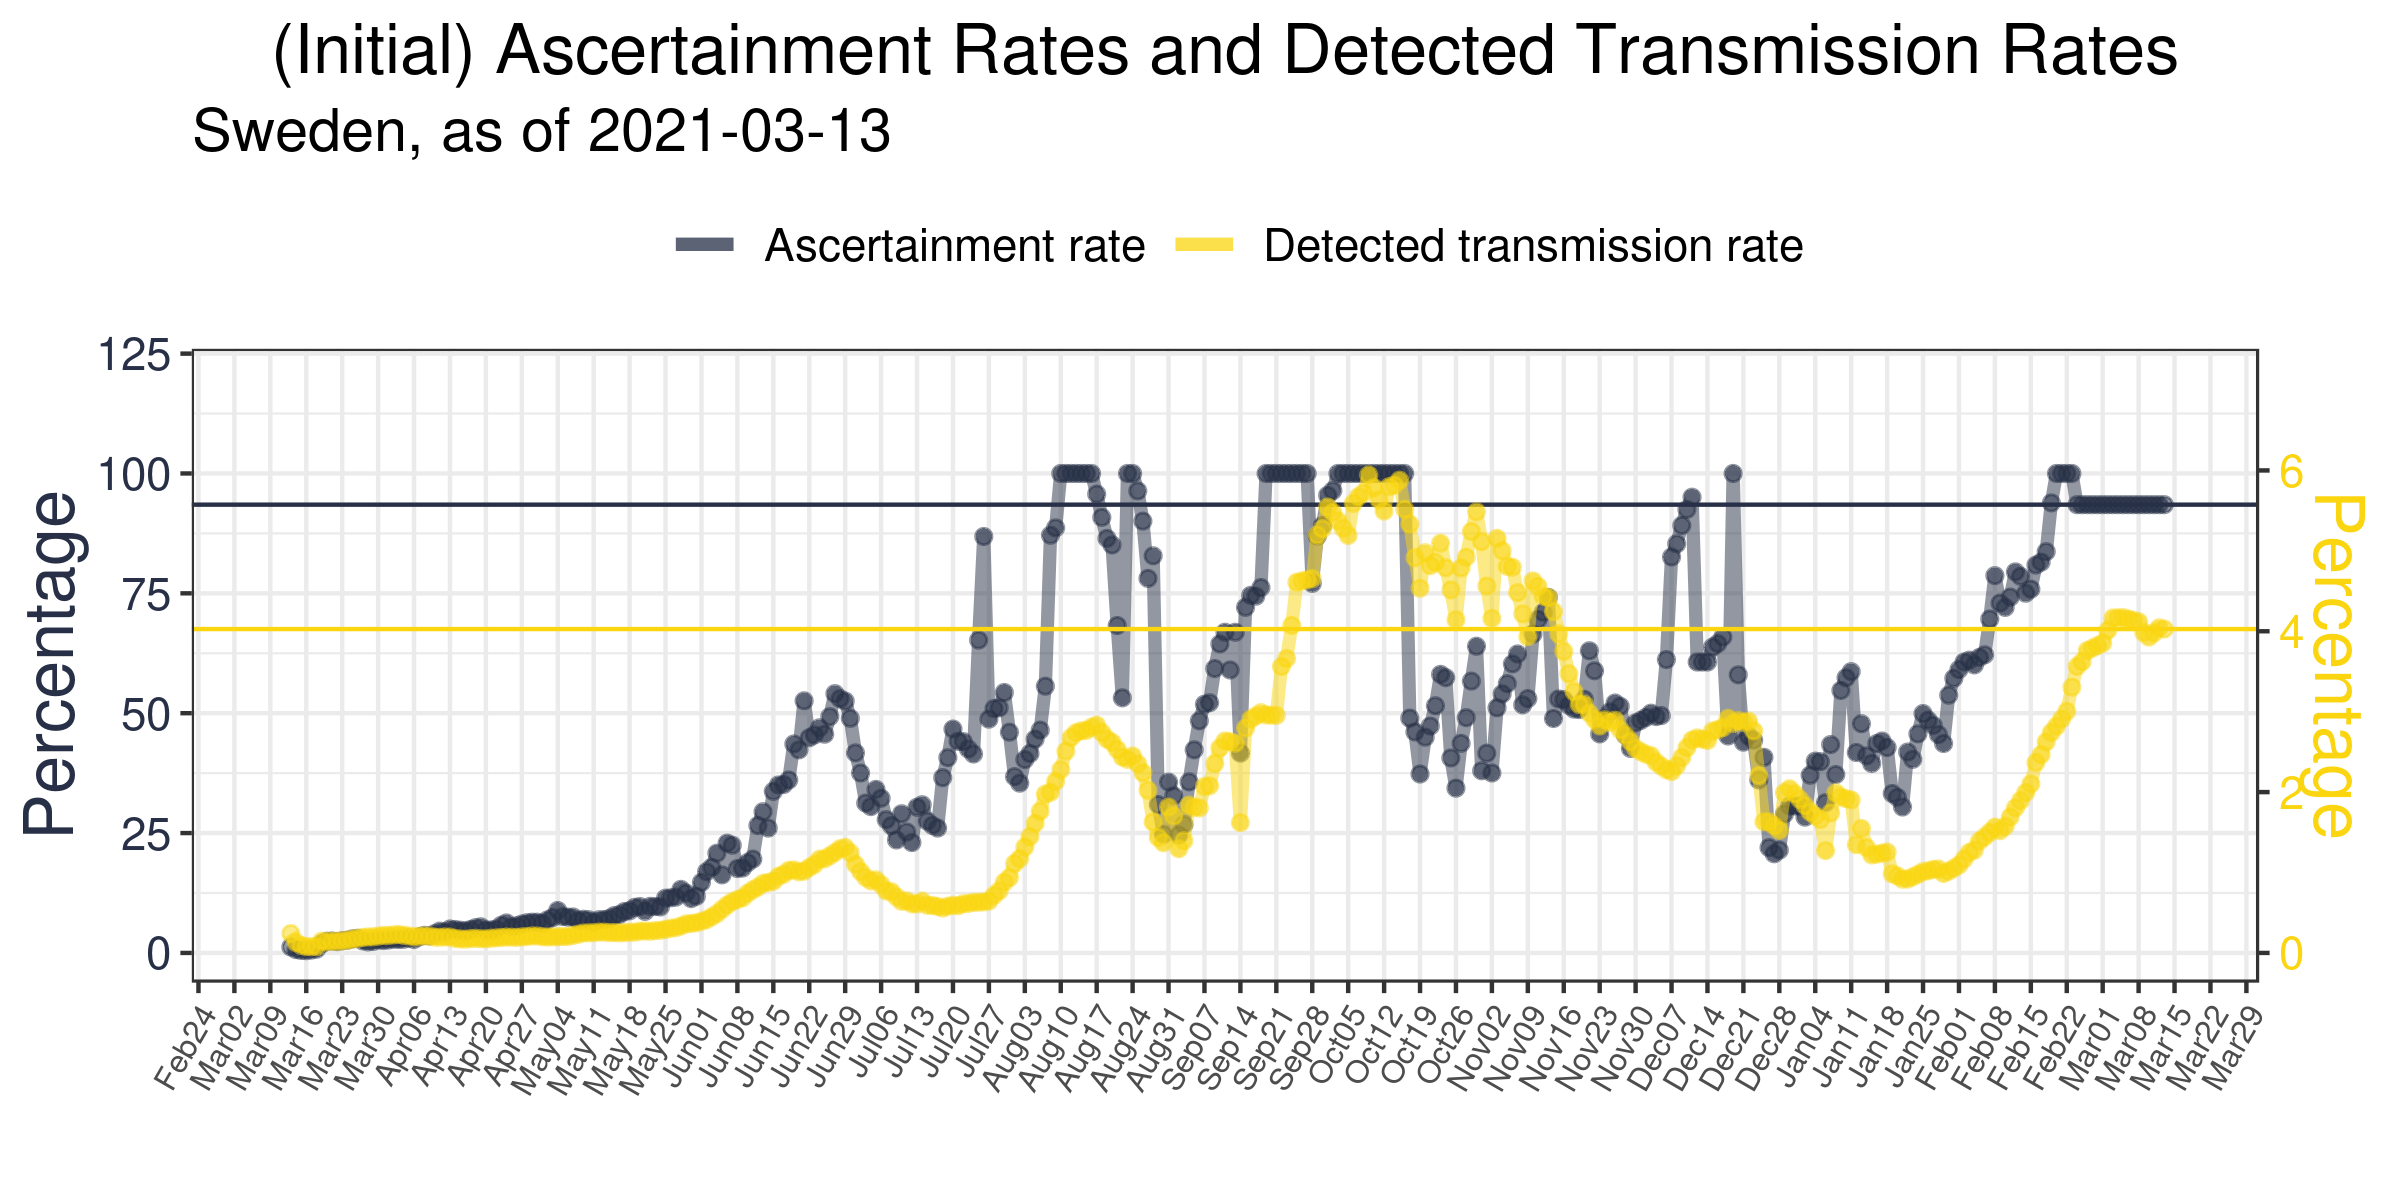 (Initial) Ascertainment Rates and Detected Transmission Rates
Sweden, as of 2021-03-13
Ascertainment rate
Detected transmission rate
Percentage
125
100
75
50
25
0
6
4
2
0
Percentage
Feb24
Mar02
Mar09
Mar16
Mar23
Mar30
Apr06
Apr13
Apr20
Apr27
May04
May11
May18
May25
Jun01
Jun08
Jun15
Jun22
Jun29
Jul06
Jul13
Jul20
Jul27
Aug03
Aug10
Aug17
Aug24
Aug31
Sep07
Sep14
Sep21
Sep28
Oct05
Oct12
Oct19
Oct26
Nov02
Nov09
Nov16
Nov23
Nov30
Dec07
Dec14
Dec21
Dec28
Jan04
Jan11
Jan18
Jan25
Feb01
Feb08
Feb15
Feb22
Mar01
Mar08
Mar15
Mar22
Mar29